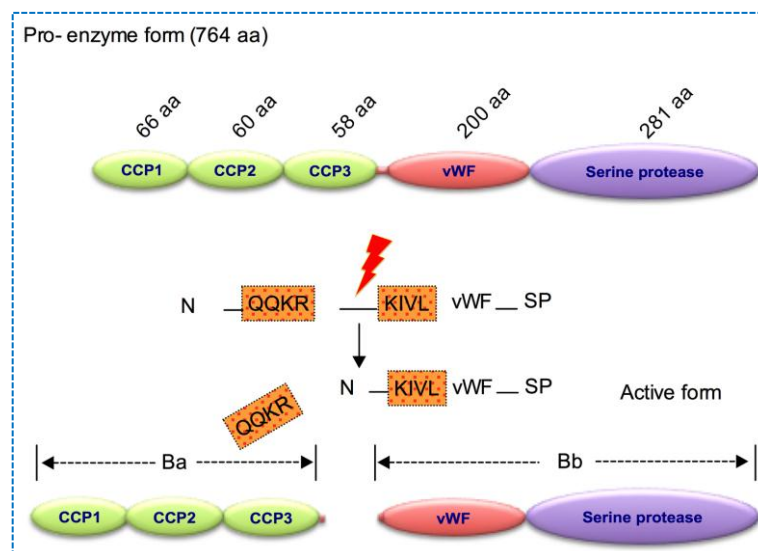 Pro- enzyme form (764 aa)
66 aa 60 aa 58 aa 200 aa 281 aa
CCP1 CCP2 CCP3 vWF Serine protease
N QQKR KIVL vWF SP
N KIVL vWF SP
QQKR
Active form
Ba Bb
CCP1 CCP2 CCP3 vWF Serine protease